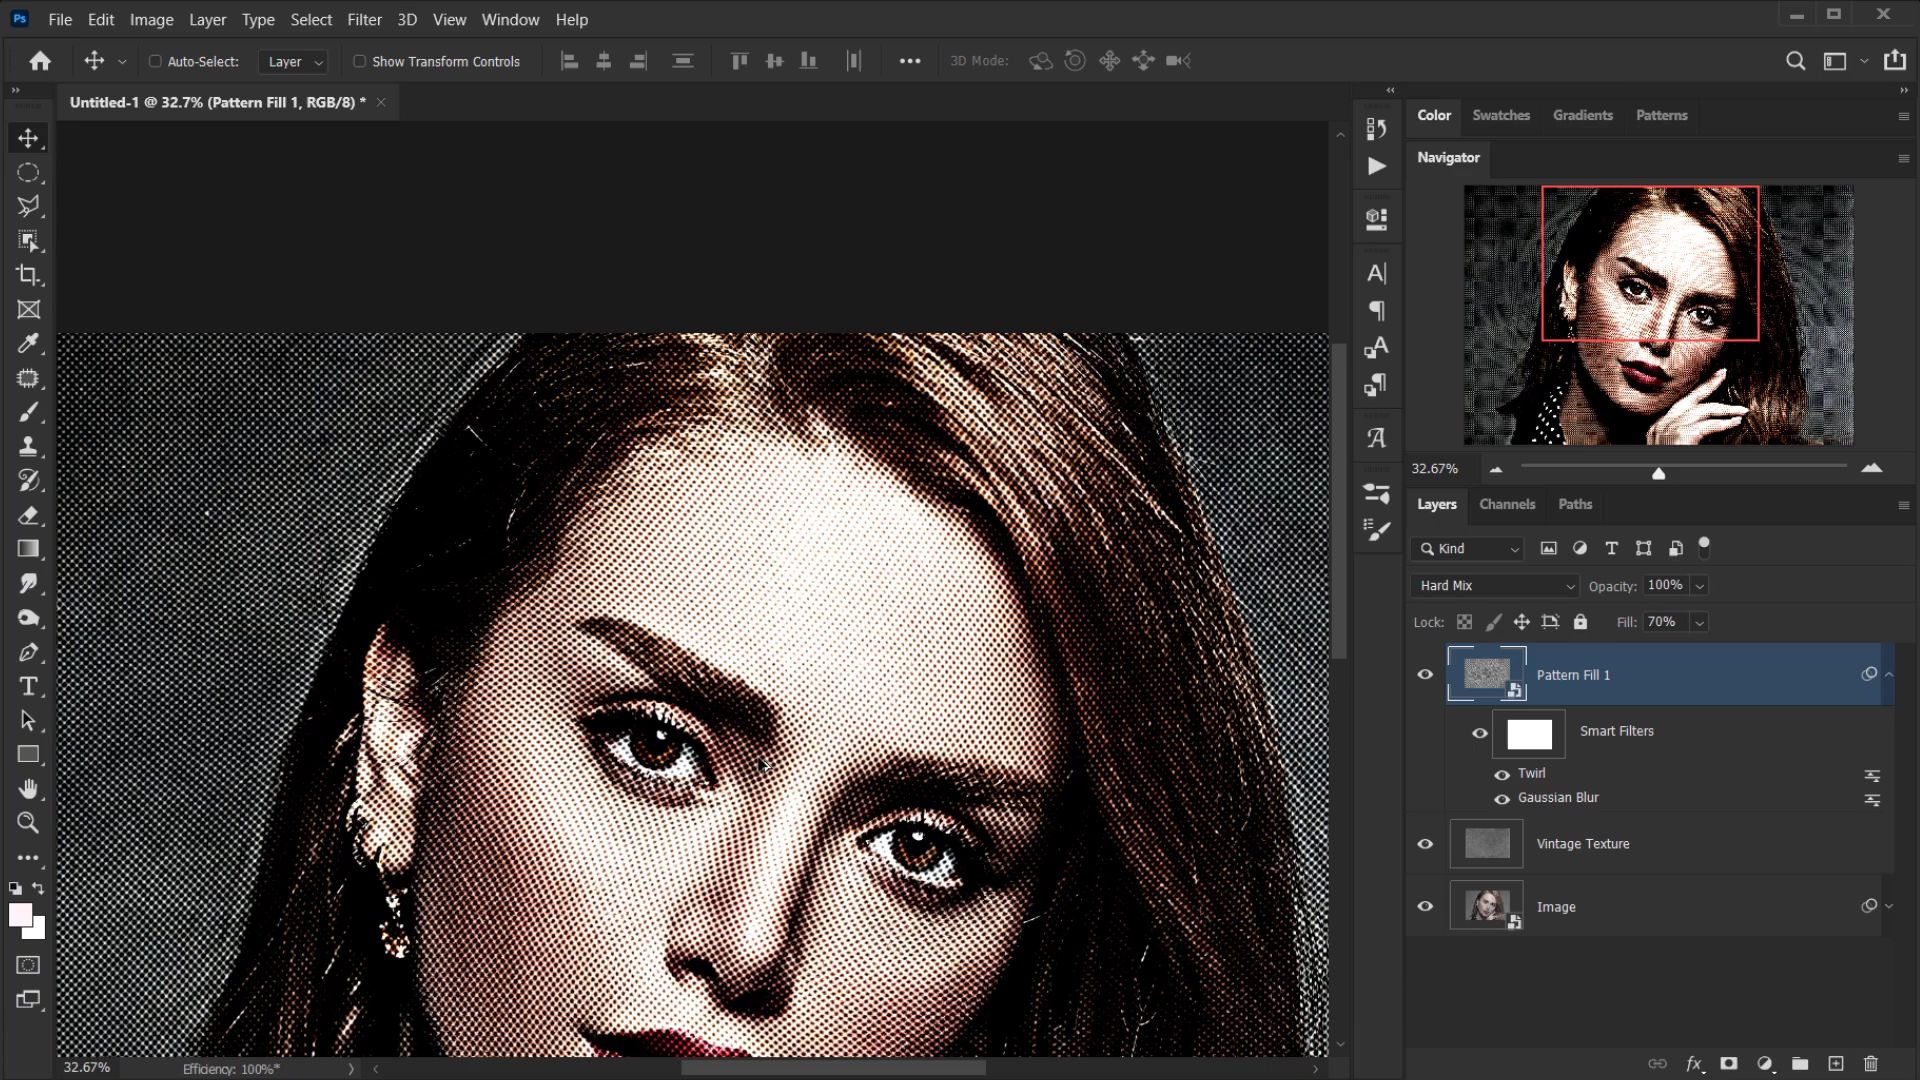 Ps File Edit Image Layer Type Select Filter 3D View Window Help
Auto-Select: Layer Show Transform Controls 3D Mode:
Untitled-1 @ 32.7% (Pattern Fill 1, RGB/8) *
Color Swatches Gradients Patterns
Navigator
32.67%
Layers Channels Paths
Kind
Hard Mix Opacity: 100%
Lock: Fill: 70%
Pattern Fill 1
Smart Filters
Twirl
Gaussian Blur
Vintage Texture
Image
32.67% Efficiency: 100%*